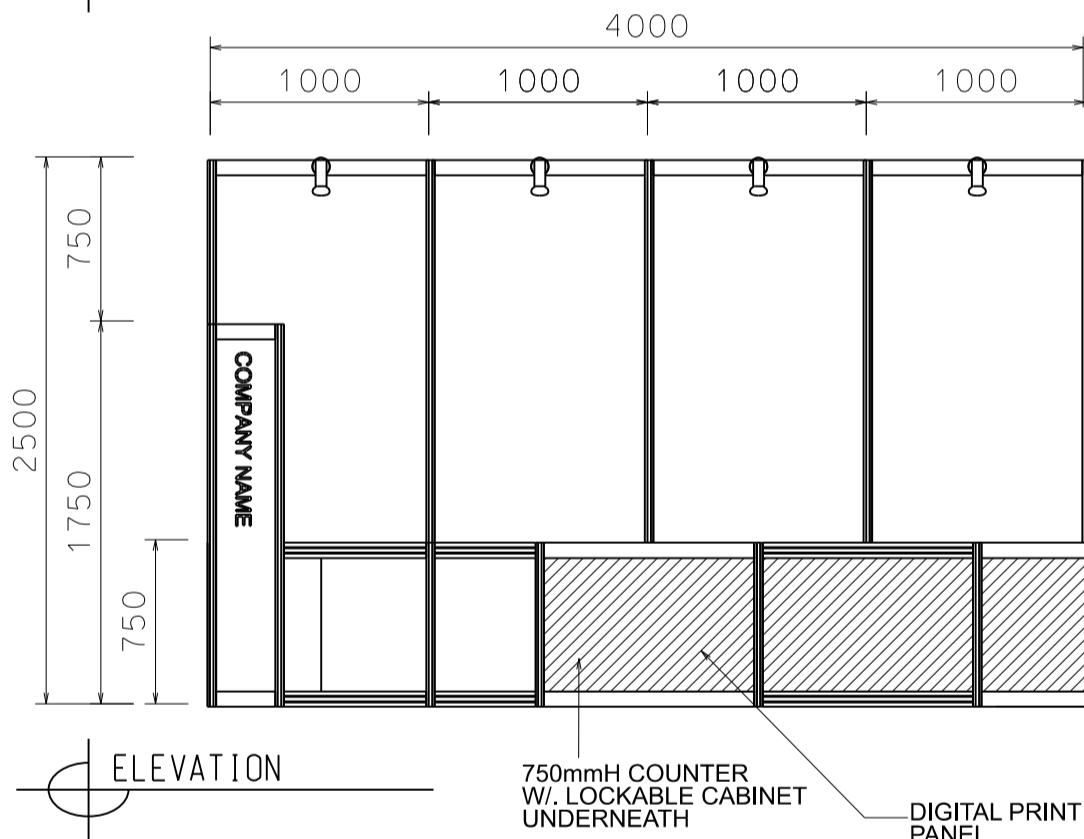 4000
1000
1000
1000
1000
750
2500
1750
750
COMPANY NAME
ELEVATION
750mmH COUNTER
W/. LOCKABLE CABINET
UNDERNEATH
DIGITAL PRINT
PANEL